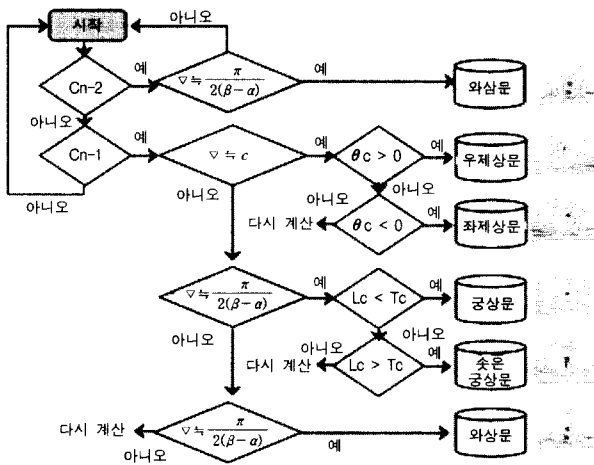 아니오
시작
예
예
Cn-2
▽≒ π / 2(β−α)
와상문
아니오
예
예
예
Cn-1
▽ ≒ c
θc > 0
우제상문
아니오
아니오
아니오
아니오
예
다시 계산
θc < 0
좌제상문
예
예
▽≒ π / 2(β−α)
Lc < Tc
궁상문
아니오
아니오
아니오
예
다시 계산
Lc > Tc
솟은
궁상문
다시 계산
▽≒ π / 2(β−α)
와상문
아니오
예